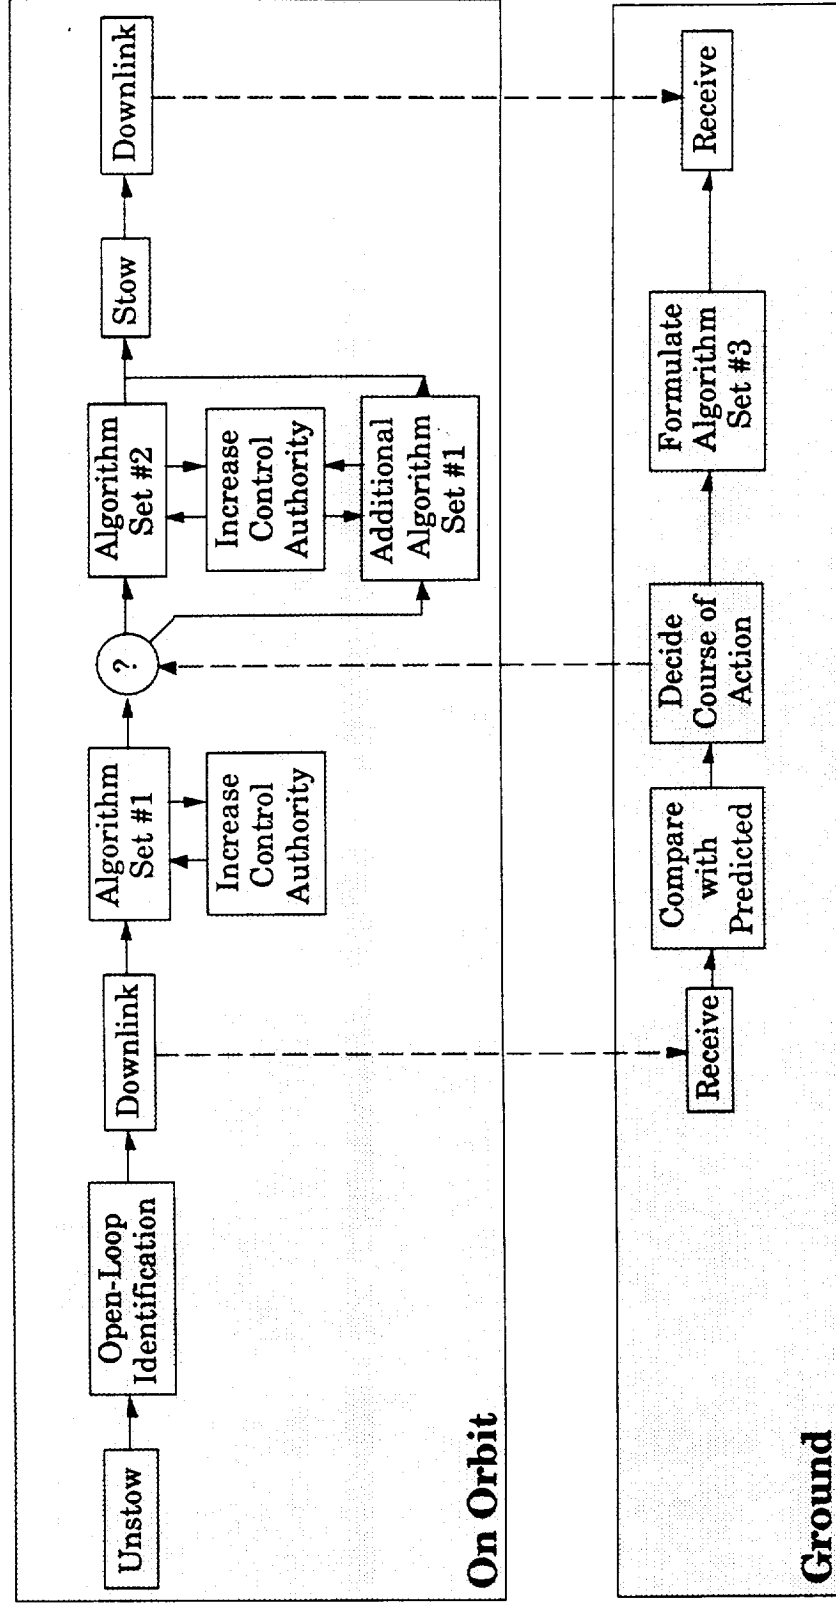 Unstow
Open-Loop
Identification
Downlink
Algorithm
Set #1
Increase
Control
Authority
?
Algorithm
Set #2
Increase
Control
Authority
Additional
Algorithm
Set #1
Stow
Downlink
On Orbit
Receive
Compare
with
Predicted
Decide
Course of
Action
Formulate
Algorithm
Set #3
Receive
Ground